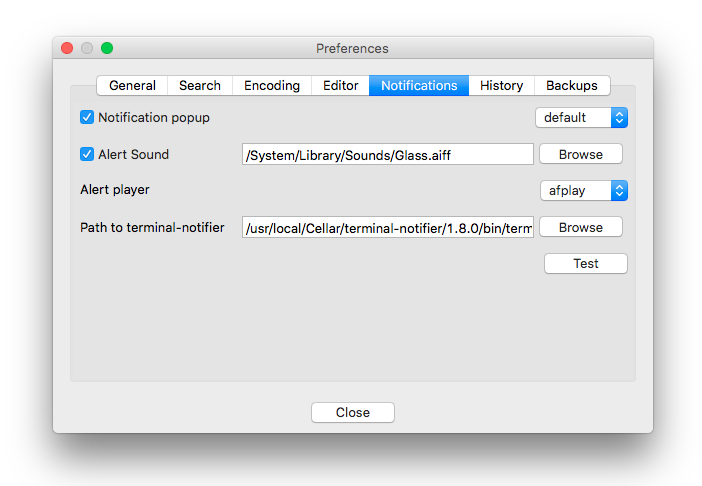 Preferences
General Search Encoding Editor Notifications History Backups
Notification popup default
Alert Sound /System/Library/Sounds/Glass.aiff Browse
Alert player afplay
Path to terminal-notifier /usr/local/Cellar/terminal-notifier/1.8.0/bin/term Browse
Test
Close